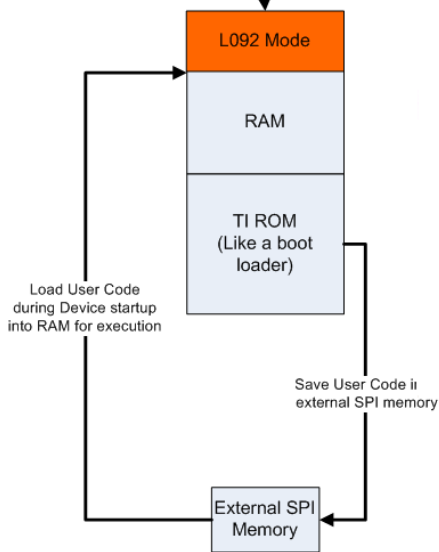 L092 Mode
RAM
TI ROM
(Like a boot
loader)
Load User Code
during Device startup
into RAM for execution
Save User Code
external SPI memory
External SPI
Memory